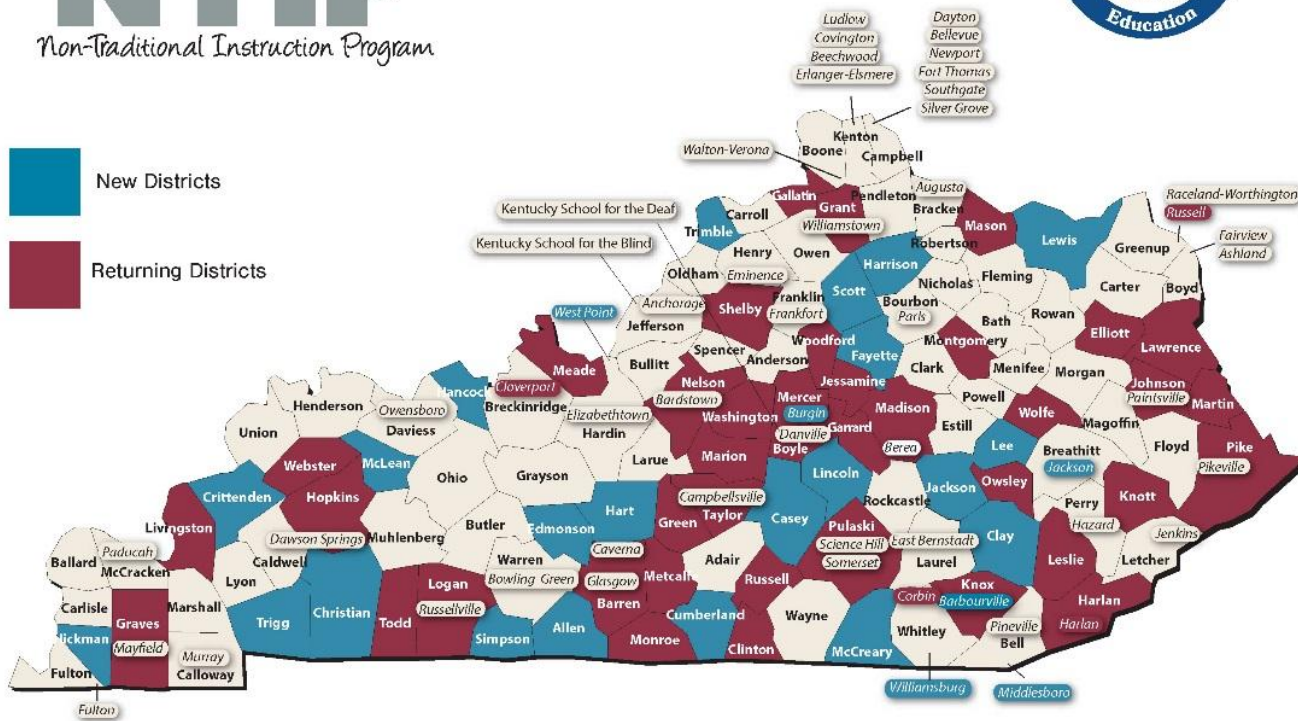 Non-Traditional Instruction Program
Education
New Districts
Returning Districts
Ludlow
Covington
Beechwood
Erlanger-Elsmere
Dayton
Bellevue
Newport
Fort Thomas
Southgate
Silver Grove
Walton-Verona
Boone
Kenton
Campbell
Kentucky School for the Deaf
Kentucky School for the Blind
Gallatin
Grant
Pendleton
Augusta
Bracken
Mason
Raceland-Worthington
Russell
Fairview
Ashland
Trimble
Carroll
Williamstown
Robertson
Lewis
Greenup
Henry
Owen
Harrison
Oldham
Eminence
Fleming
Carter
Boyd
Anchorage
Shelby
Franklin
Frankfort
Scott
Nicholas
Bourbon
Paris
Rowan
West Point
Jefferson
Bath
Elliott
Lawrence
Spencer
Anderson
Woodford
Fayette
Montgomery
Meade
Bullitt
Clark
Menifee
Morgan
Hancock
Cloverport
Breckinridge
Nelson
Bardstown
Mercer
Burgin
Jessamine
Madison
Powell
Wolfe
Johnson
Paintsville
Martin
Henderson
Owensboro
Daviess
Elizabethtown
Hardin
Washington
Danville
Boyle
Garrard
Berea
Estill
Lee
Breathitt
Jackson
Magoffin
Floyd
Pike
Pikeville
Union
Webster
McLean
Ohio
Grayson
Larue
Marion
Lincoln
Rockcastle
Jackson
Owsley
Perry
Hazard
Knott
Jenkins
Crittenden
Hopkins
Butler
Edmonson
Hart
Green
Campbellsville
Taylor
Casey
Pulaski
Science Hill
Somerset
East Bernstadt
Laurel
Clay
Leslie
Letcher
Livingston
Dawson Springs
Muhlenberg
Caverna
Adair
Ballard
Paducah
McCracken
Lyon
Caldwell
Warren
Bowling Green
Glasgow
Barren
Metcalf
Russell
Corbin
Knox
Barbourville
Harlan
Harlan
Carlisle
Graves
Mayfield
Marshall
Trigg
Christian
Todd
Logan
Russellville
Simpson
Allen
Monroe
Cumberland
Clinton
Wayne
McCreary
Whitley
Pineville
Bell
Hickman
Fulton
Murray
Calloway
Fulton
Williamsburg
Middlesboro